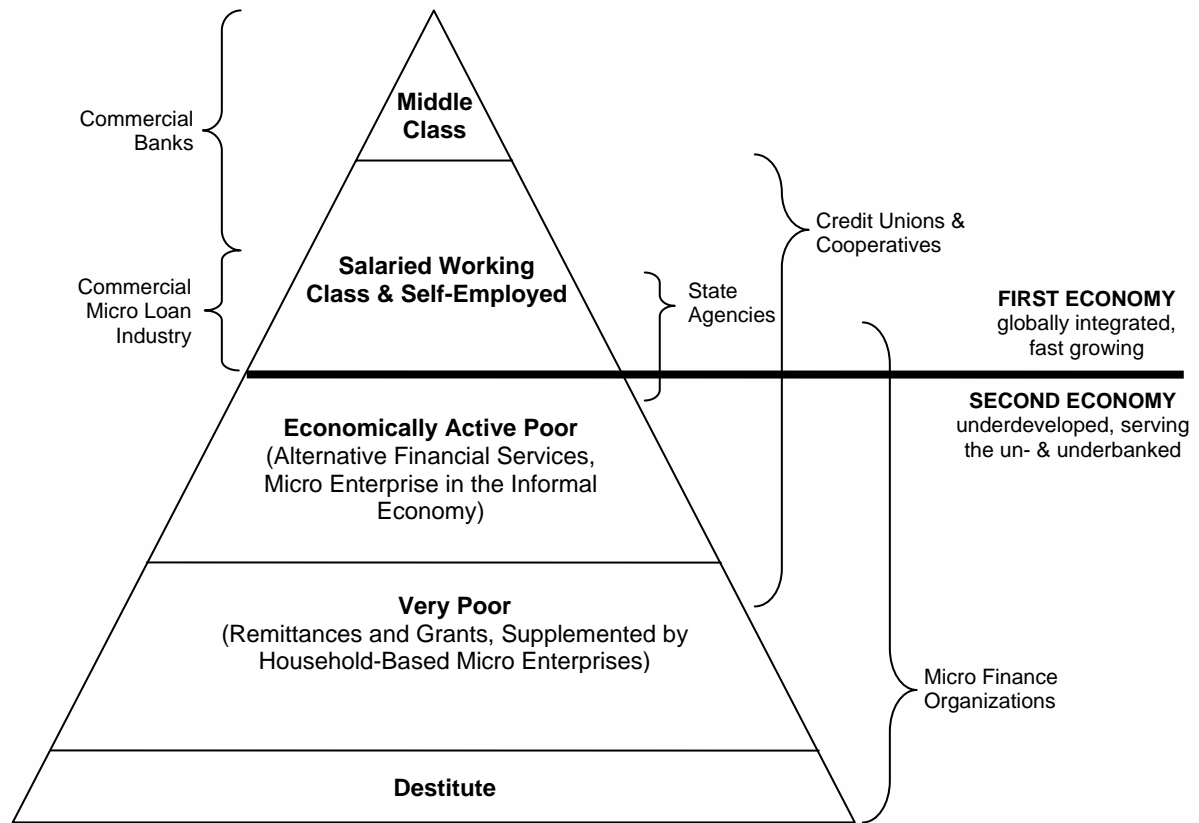 Middle
Class
Commercial
Banks
Credit Unions &
Cooperatives
Salaried Working
Class & Self-Employed
Commercial
Micro Loan
Industry
State
Agencies
FIRST ECONOMY
globally integrated,
fast growing
SECOND ECONOMY
underdeveloped, serving
the un- & underbanked
Economically Active Poor
(Alternative Financial Services,
Micro Enterprise in the Informal
Economy)
Very Poor
(Remittances and Grants, Supplemented by
Household-Based Micro Enterprises)
Micro Finance
Organizations
Destitute